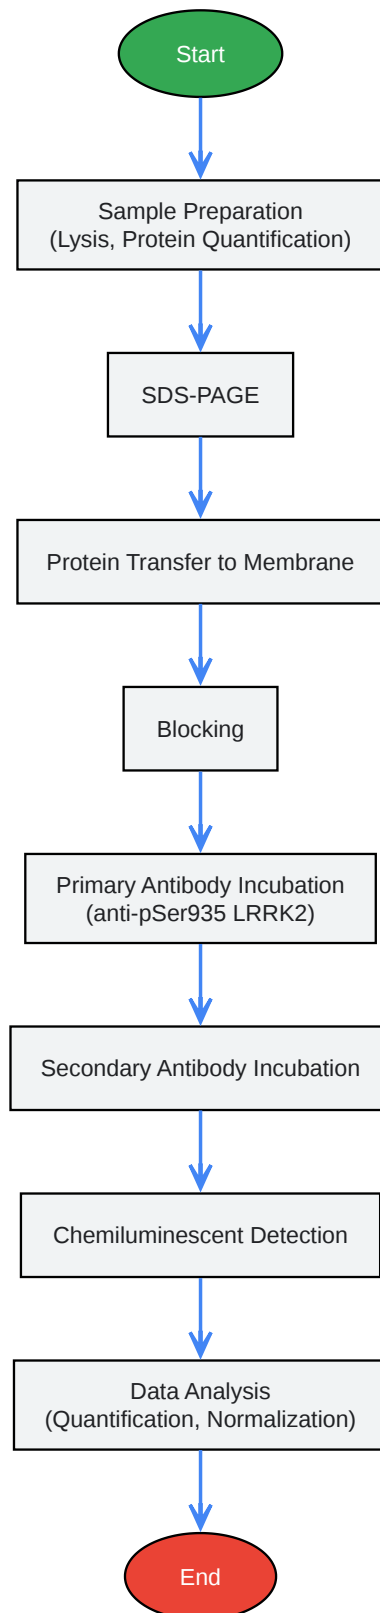 Start
Sample Preparation
(Lysis, Protein Quantification)
SDS-PAGE
Protein Transfer to Membrane
Blocking
Primary Antibody Incubation
(anti-pSer935 LRRK2)
Secondary Antibody Incubation
Chemiluminescent Detection
Data Analysis
(Quantification, Normalization)
End